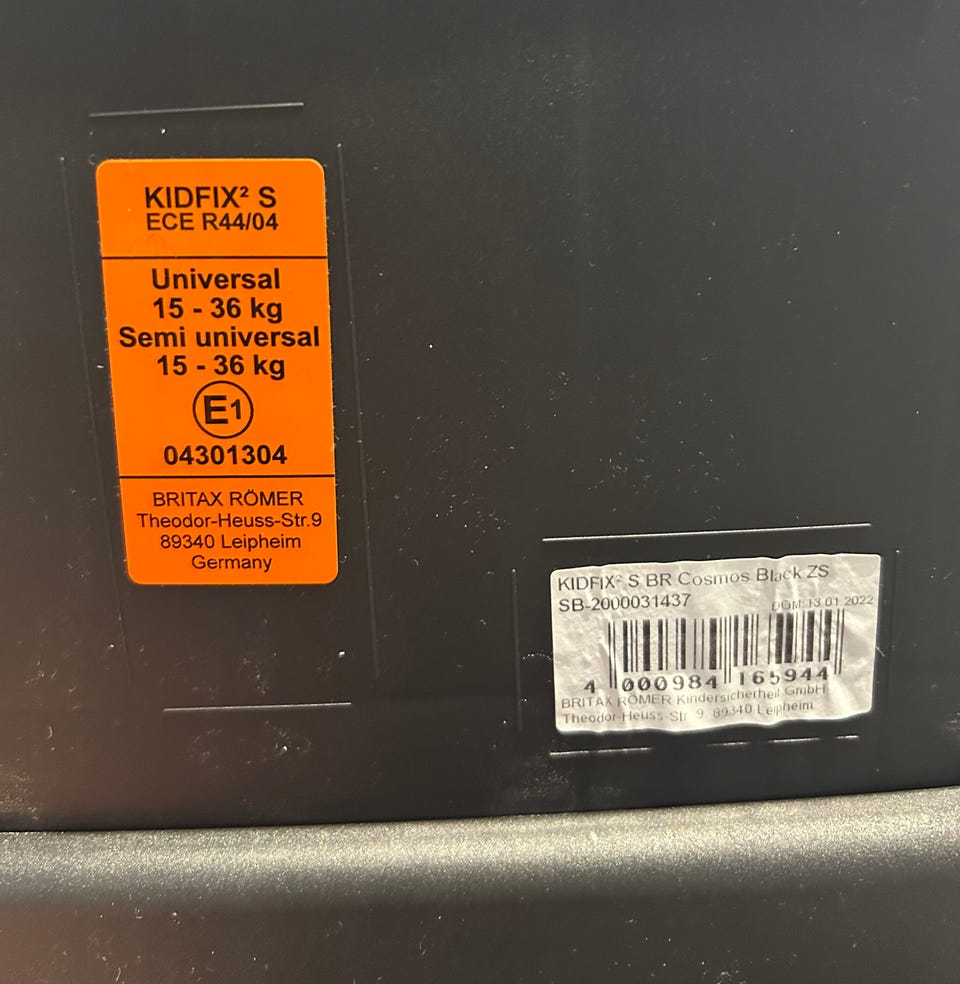 KIDFIX² S
ECE R44/04
Universal
15 - 36 kg
Semi universal
15 - 36 kg
E1
04301304
BRITAX RÖMER
Theodor-Heuss-Str.9
89340 Leipheim
Germany
KIDFIX² S BR Cosmos Black ZS
SB-2000031437
DOM 13.01.2022
4 000984 165944
BRITAX RÖMER Kindersicherheit GmbH
Theodor-Heuss-Str. 9 89340 Leipheim